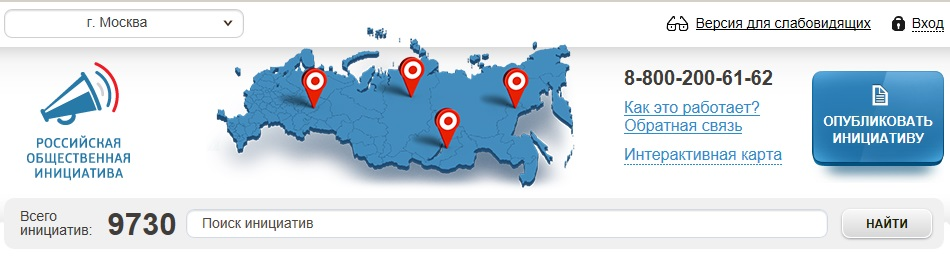 г. Москва
Версия для слабовидящих
Вход
РОССИЙСКАЯ
ОБЩЕСТВЕННАЯ
ИНИЦИАТИВА
8-800-200-61-62
Как это работает?
Обратная связь
Интерактивная карта
ОПУБЛИКОВАТЬ
ИНИЦИАТИВУ
Всего
инициатив:
9730
Поиск инициатив
НАЙТИ